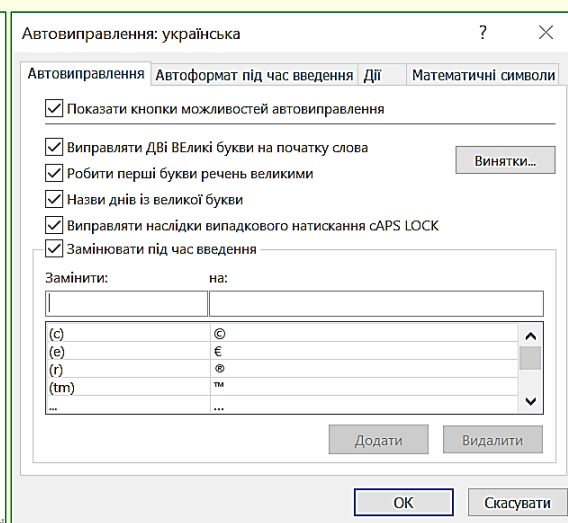 Автовиправлення: українська ? ×
Автовиправлення Автоформат під час введення Дії Математичні символи
Показати кнопки можливостей автовиправлення
Виправляти ДВі ВЕликі букви на початку слова
Винятки...
Робити перші букви речень великими
Назви днів із великої букви
Виправляти наслідки випадкового натискання cAPS LOCK
Замінювати під час введення
Замінити: на:
(c) ©
(e) €
(r) ®
(tm) ™
... ...
Додати Видалити
OK Скасувати